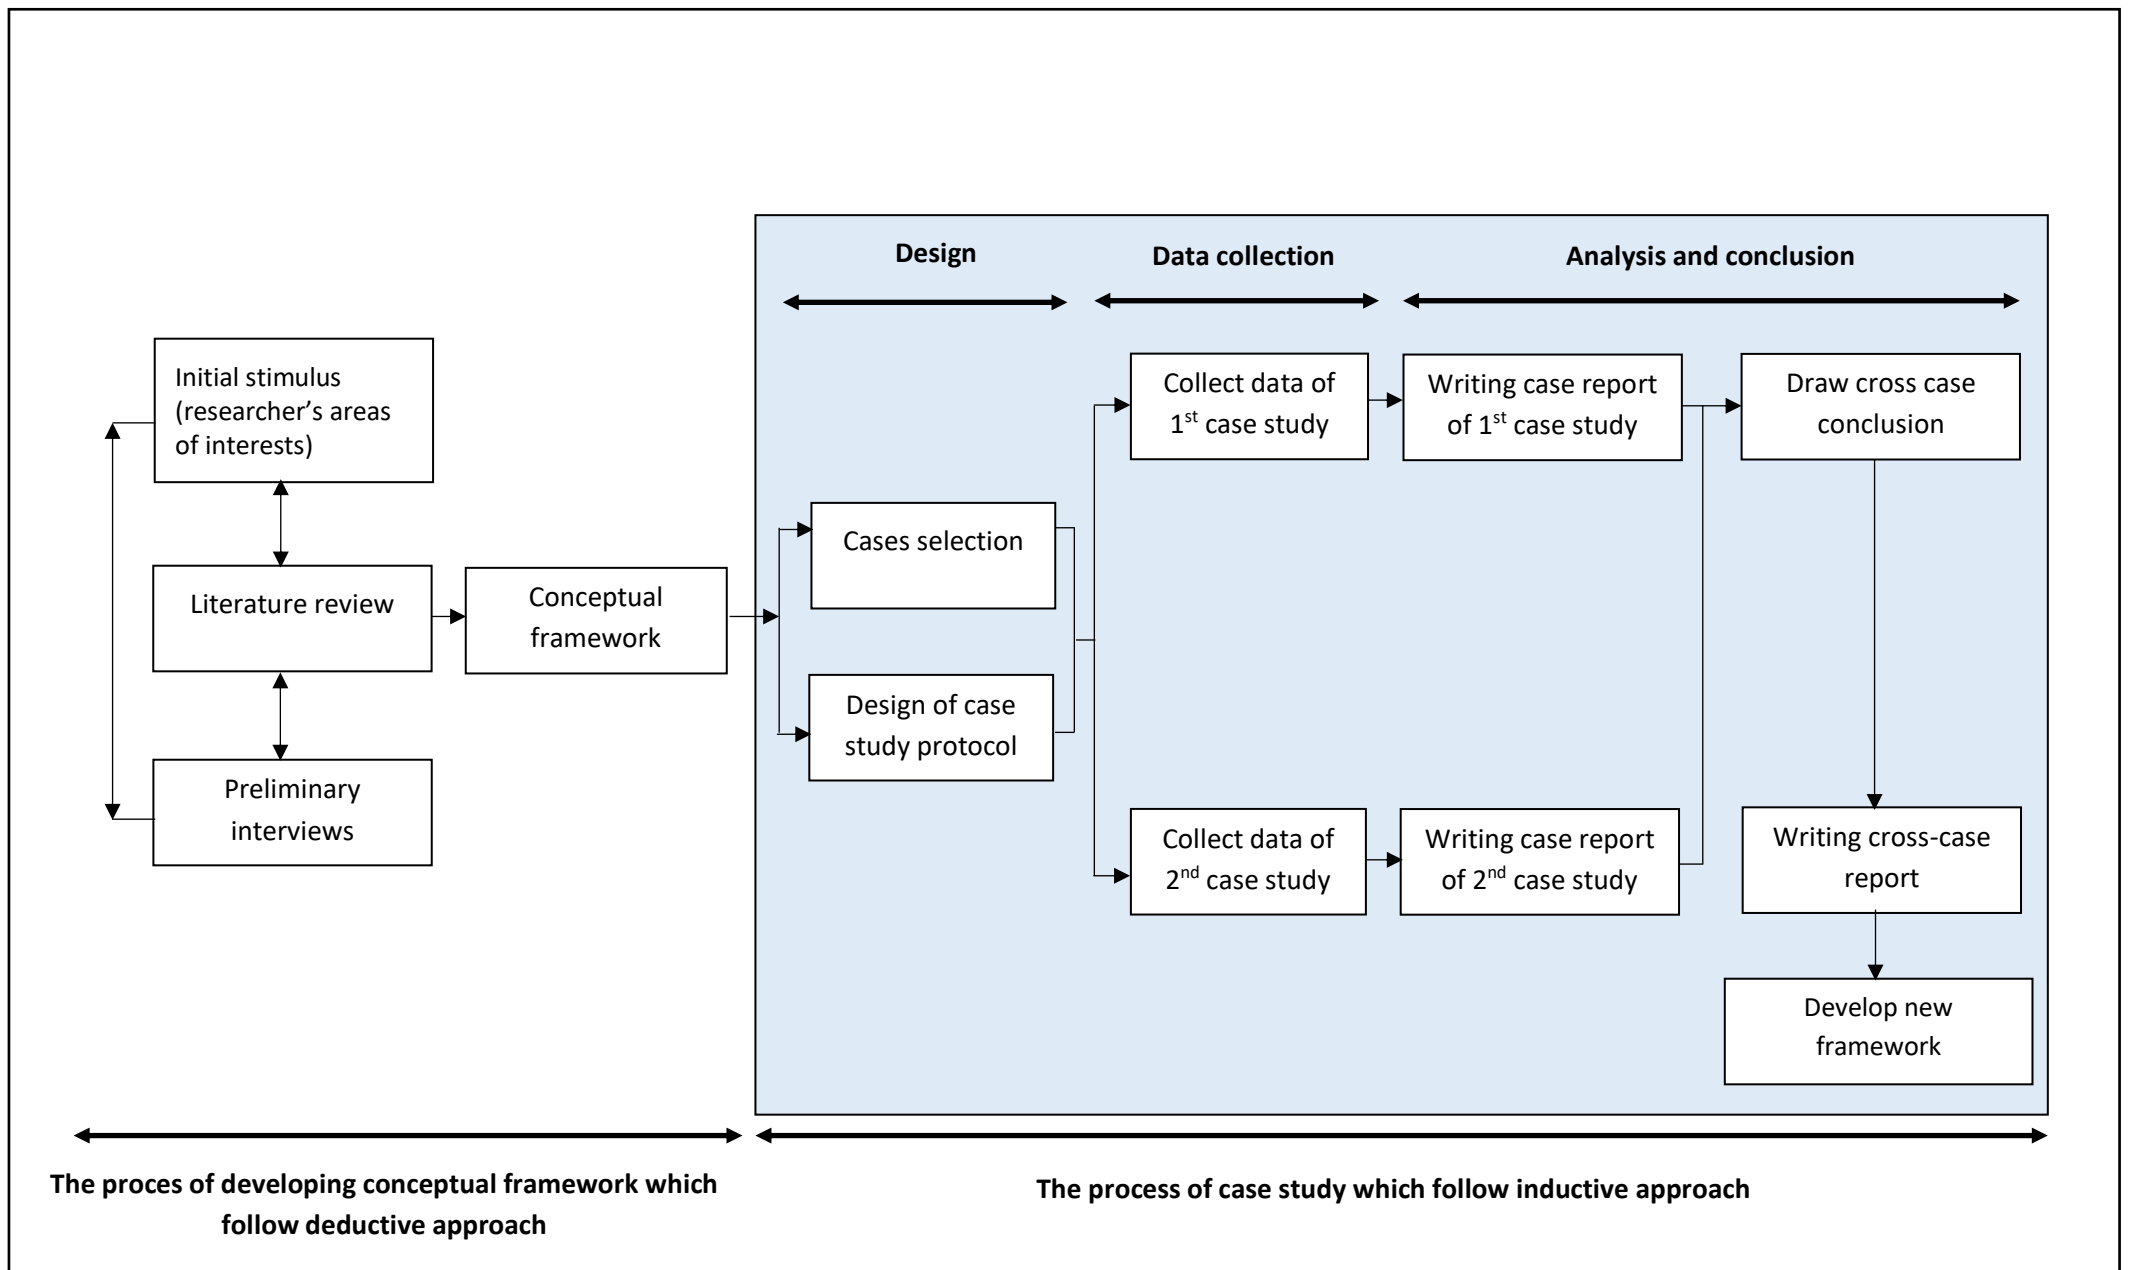 Design
Data collection
Analysis and conclusion
Initial stimulus
(researcher’s areas
of interests)
Literature review
Preliminary
interviews
Conceptual
framework
Cases selection
Design of case
study protocol
Collect data of
1st case study
Writing case report
of 1st case study
Draw cross case
conclusion
Collect data of
2nd case study
Writing case report
of 2nd case study
Writing cross-case
report
Develop new
framework
The proces of developing conceptual framework which
follow deductive approach
The process of case study which follow inductive approach